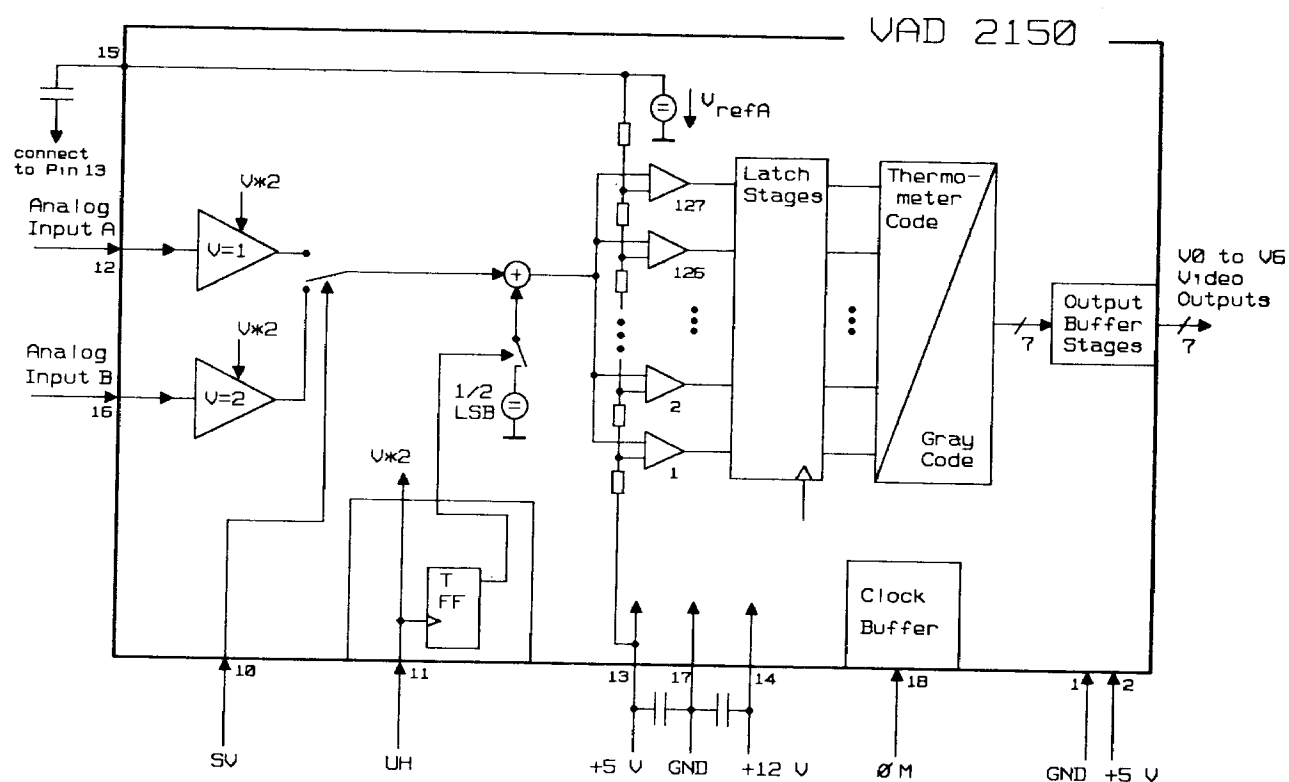 VAD 2150
15
VrefA
connect
to Pin 13
V*2
Analog
Input A
12
V=1
V*2
Analog
Input B
16
V=2
1/2
LSB
127
126
2
1
Latch
Stages
Thermo-
meter
Code
Gray
Code
7
Output
Buffer
Stages
V0 to V6
Video
Outputs
7
V*2
T
FF
Clock
Buffer
10
11
13
17
14
18
1
2
SV
UH
+5 V
GND
+12 V
Ø M
GND
+5 V